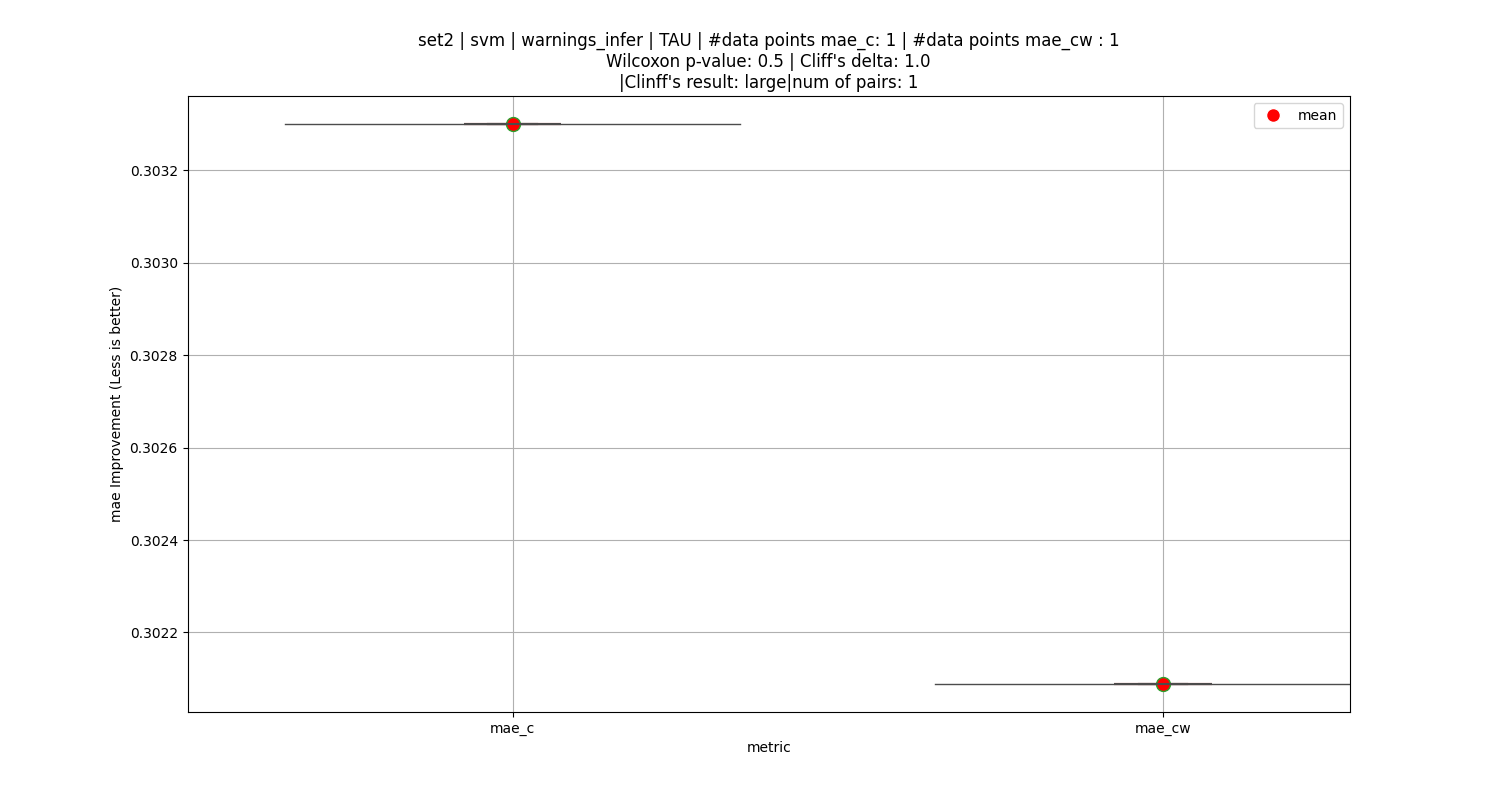 set2 | svm | warnings_infer | TAU | #data points mae_c: 1 | #data points mae_cw : 1
Wilcoxon p-value: 0.5 | Cliff's delta: 1.0
|Clinff's result: large|num of pairs: 1
mean
0.3032
0.3030
0.3028
0.3026
0.3024
0.3022
mae Improvement (Less is better)
mae_c
mae_cw
metric